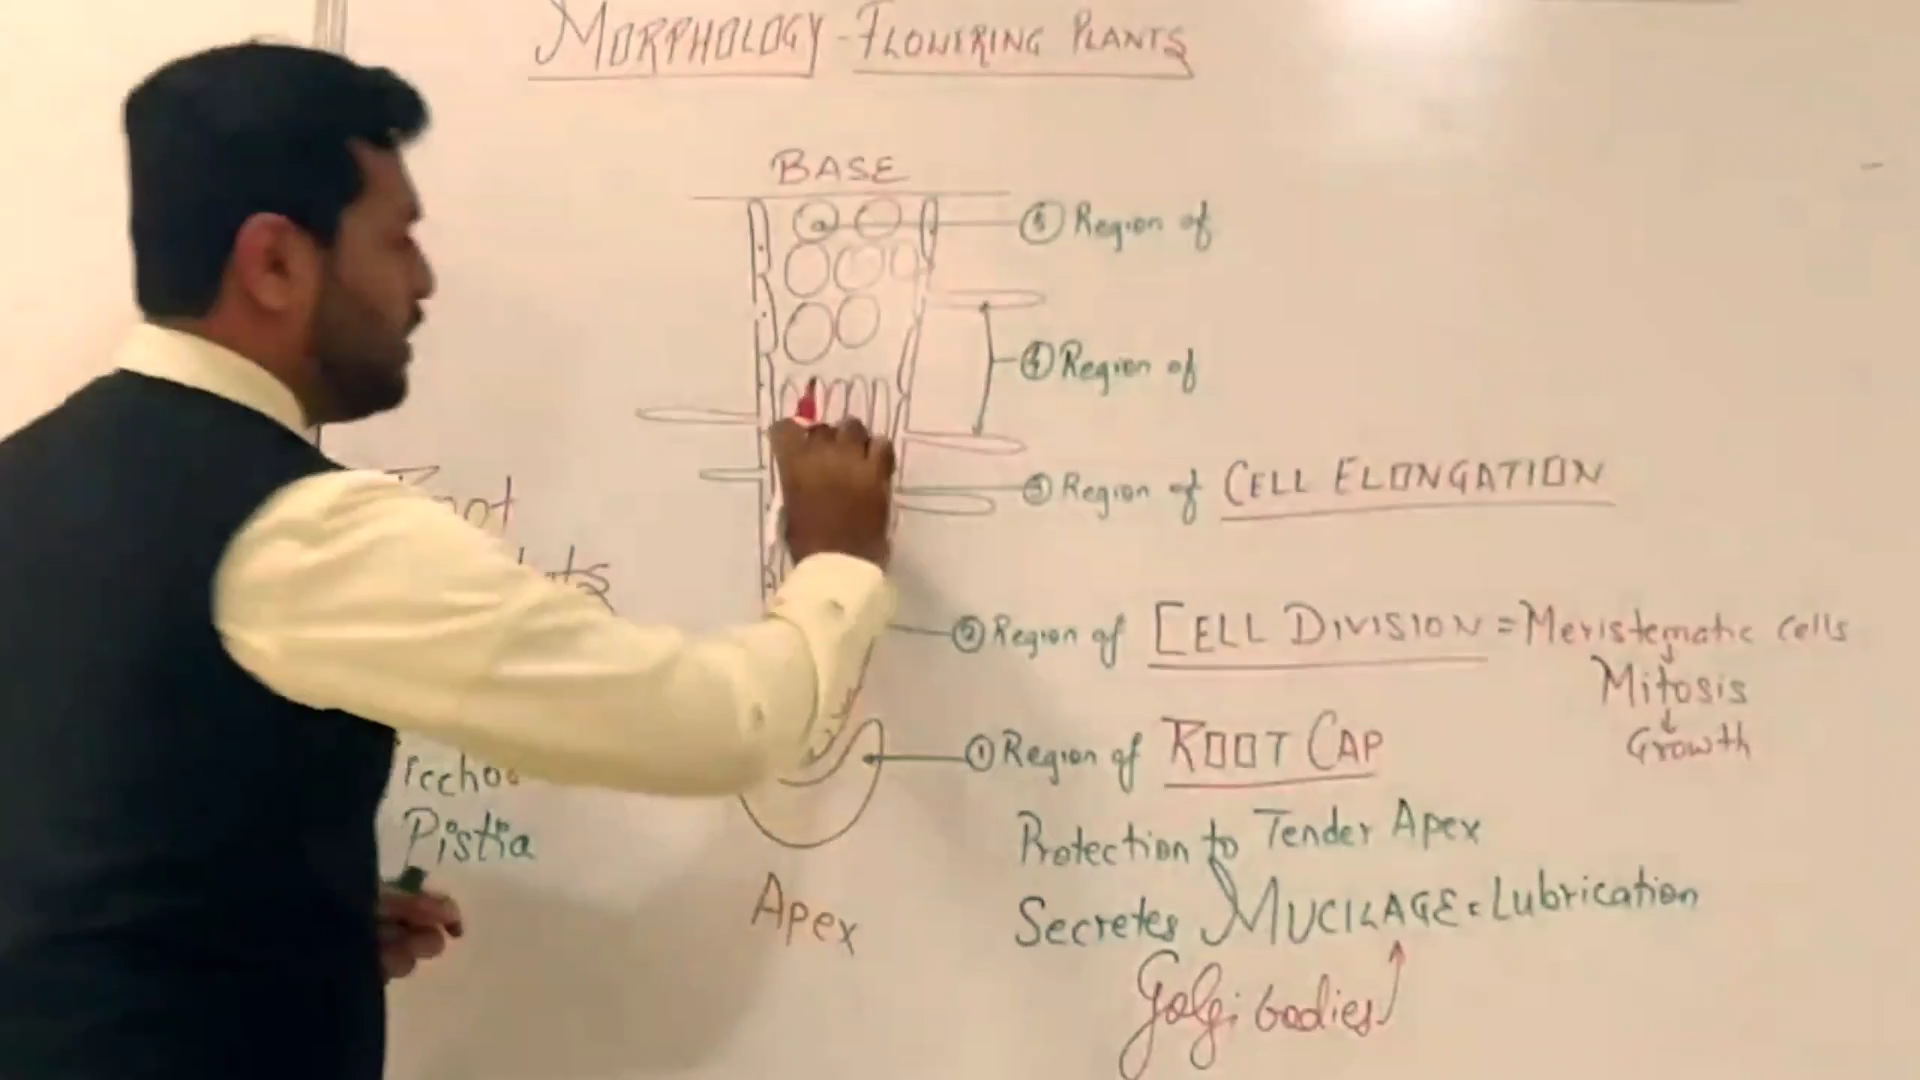 MORPHOLOGY - FLOWERING PLANTS
BASE
⑤ Region of
④ Region of
③ Region of CELL ELONGATION
② Region of CELL DIVISION = Meristematic cells
Mitosis
Growth
① Region of ROOT CAP
Protection to Tender Apex
Secretes MUCILAGE = Lubrication
Golgi bodies
Apex
Pistia